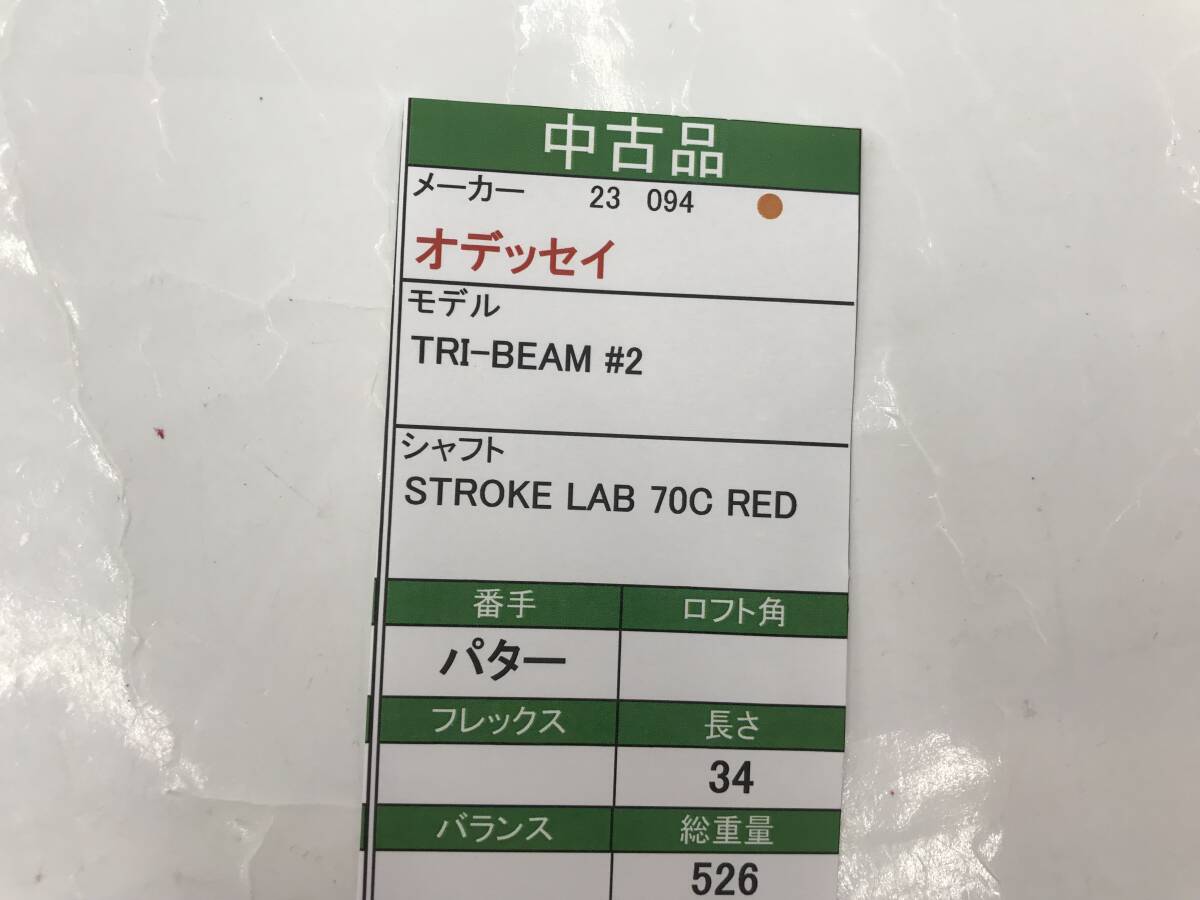 中古品
メーカー 23 094
オデッセイ
モデル
TRI-BEAM #2
シャフト
STROKE LAB 70C RED
番手 ロフト角
パター
フレックス 長さ
34
バランス 総重量
526